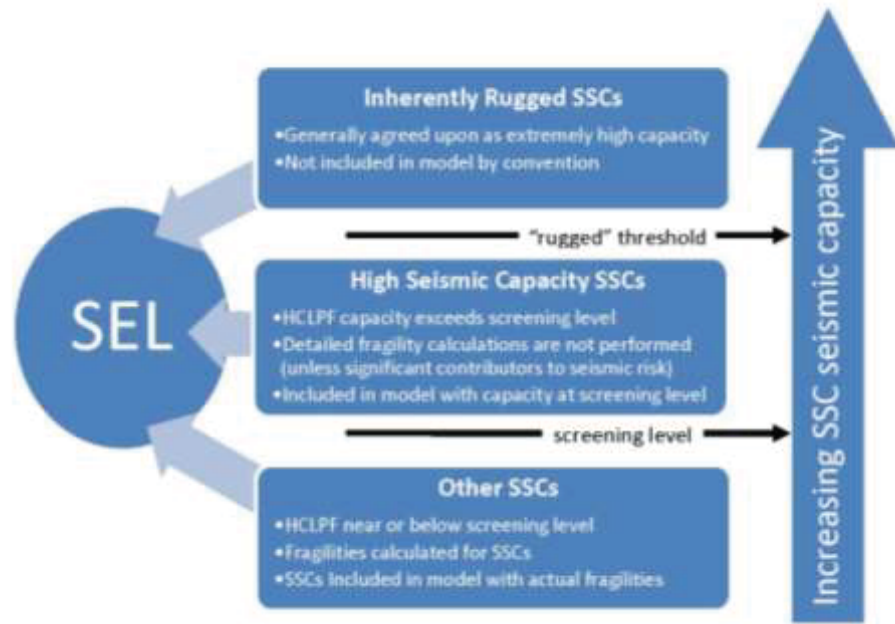 Inherently Rugged SSCs
•Generally agreed upon as extremely high capacity
•Not included in model by convention
"rugged" threshold
SEL
High Seismic Capacity SSCs
•HCLPF capacity exceeds screening level
•Detailed fragility calculations are not performed
(unless significant contributors to seismic risk)
•Included in model with capacity at screening level
screening level
Other SSCs
•HCLPF near or below screening level
•Fragilities calculated for SSCs
•SSCs Included in model with actual fragilities
Increasing SSC seismic capacity